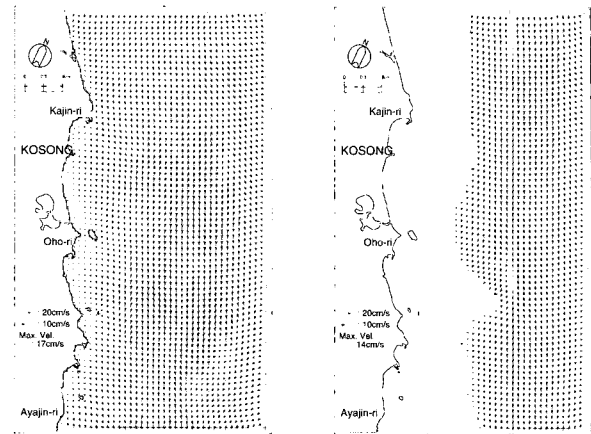 N
Kajin-ri
KOSONG
Oho-ri
20cm/s
10cm/s
Max. Vel.
17cm/s
Ayajin-ri
N
Kajin-ri
KOSONG
Oho-ri
20cm/s
10cm/s
Max. Vel.
14cm/s
Ayajin-ri